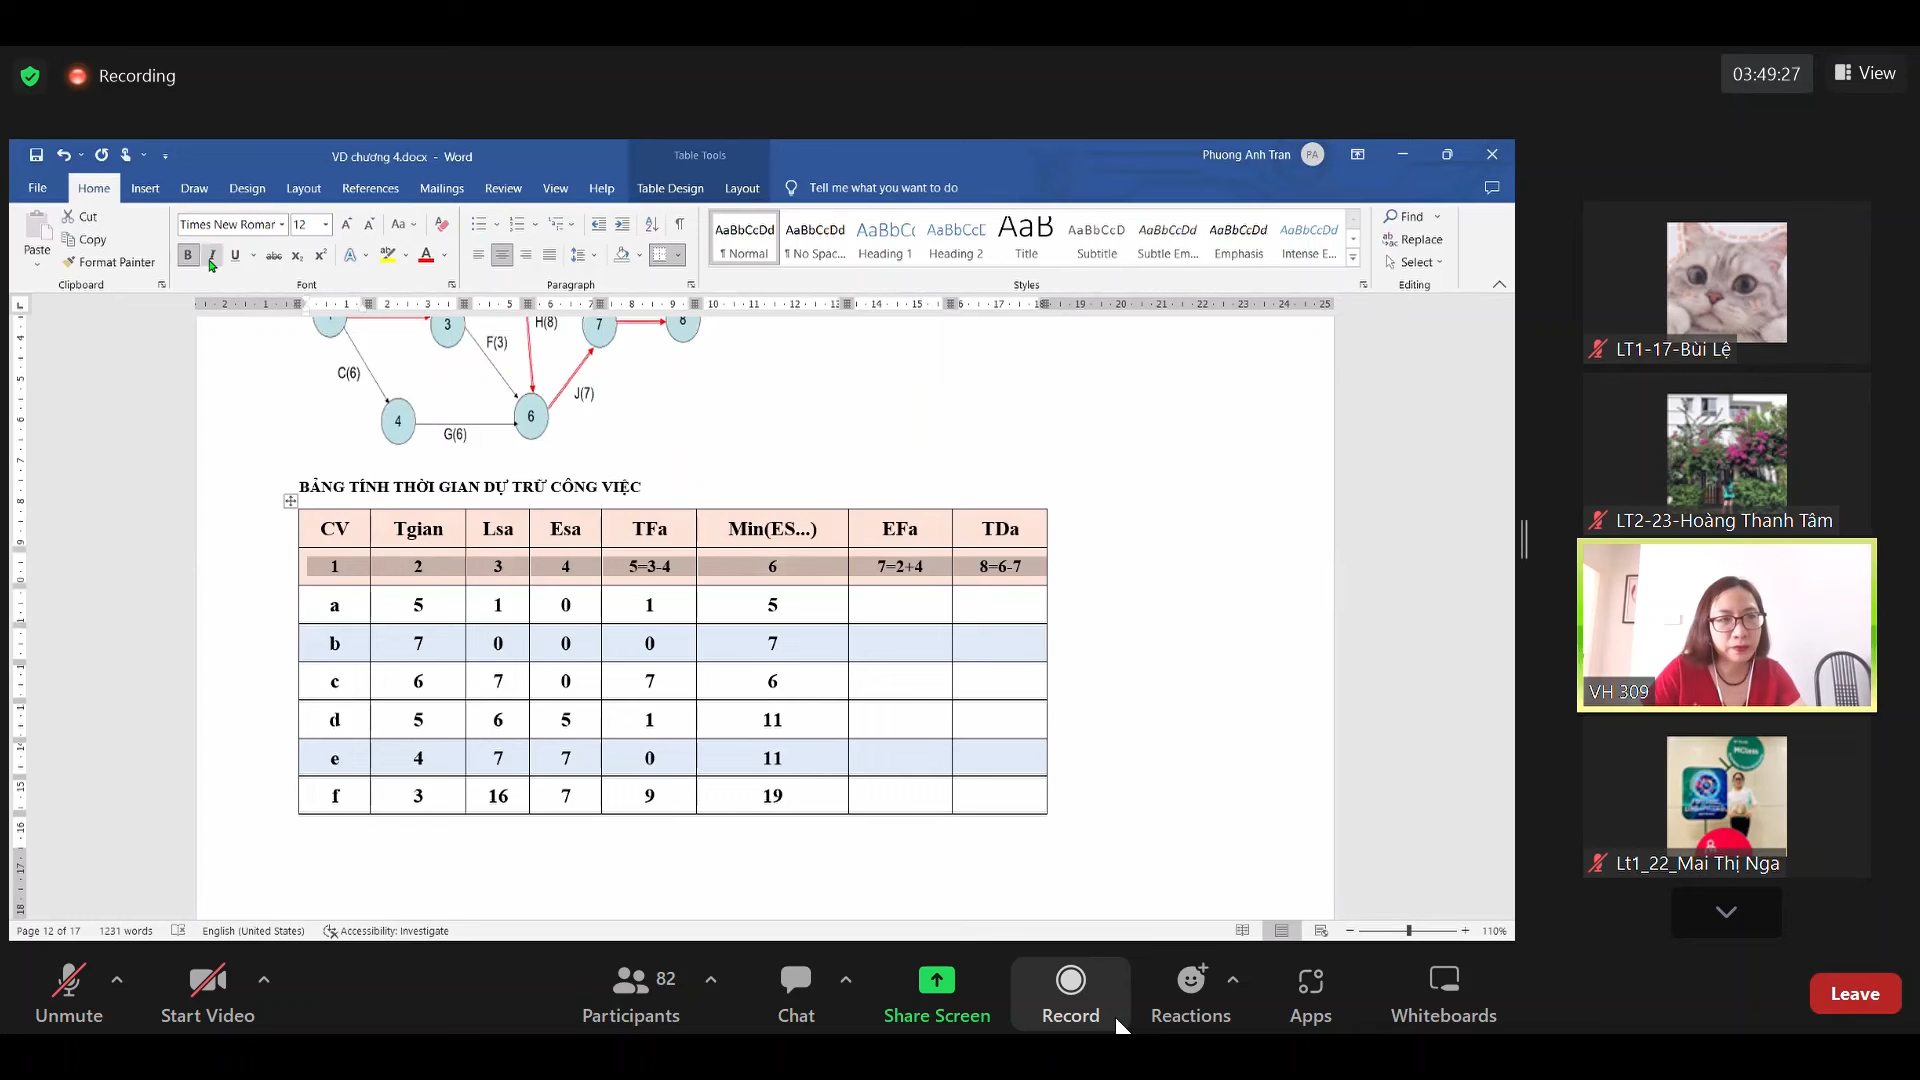 Recording
03:49:27
View
VD chương 4.docx - Word
Table Tools
Phuong Anh Tran
PA
File Home Insert Draw Design Layout References Mailings Review View Help Table Design Layout Tell me what you want to do
Paste
Cut
Copy
Format Painter
Clipboard
Times New Romar 12
Font
Paragraph
AaBbCcDd AaBbCcDd AaBbCc AaBbCcE AaB AaBbCcD AaBbCcDd AaBbCcDd AaBbCcDd
¶ Normal ¶ No Spac... Heading 1 Heading 2 Title Subtitle Subtle Em... Emphasis Intense E...
Styles
Find
Replace
Select
Editing
3
H(8)
7
8
F(3)
C(6)
J(7)
4
6
G(6)
BẢNG TÍNH THỜI GIAN DỰ TRỮ CÔNG VIỆC
CV Tgian Lsa Esa TFa Min(ES...) EFa TDa
1 2 3 4 5=3-4 6 7=2+4 8=6-7
a 5 1 0 1 5
b 7 0 0 0 7
c 6 7 0 7 6
d 5 6 5 1 11
e 4 7 7 0 11
f 3 16 7 9 19
Page 12 of 17 1231 words English (United States) Accessibility: Investigate 110%
LT1-17-Bùi Lệ
LT2-23-Hoàng Thanh Tâm
VH 309
Lt1_22_Mai Thị Nga
Unmute
Start Video
Participants 82
Chat
Share Screen
Record
Reactions
Apps
Whiteboards
Leave